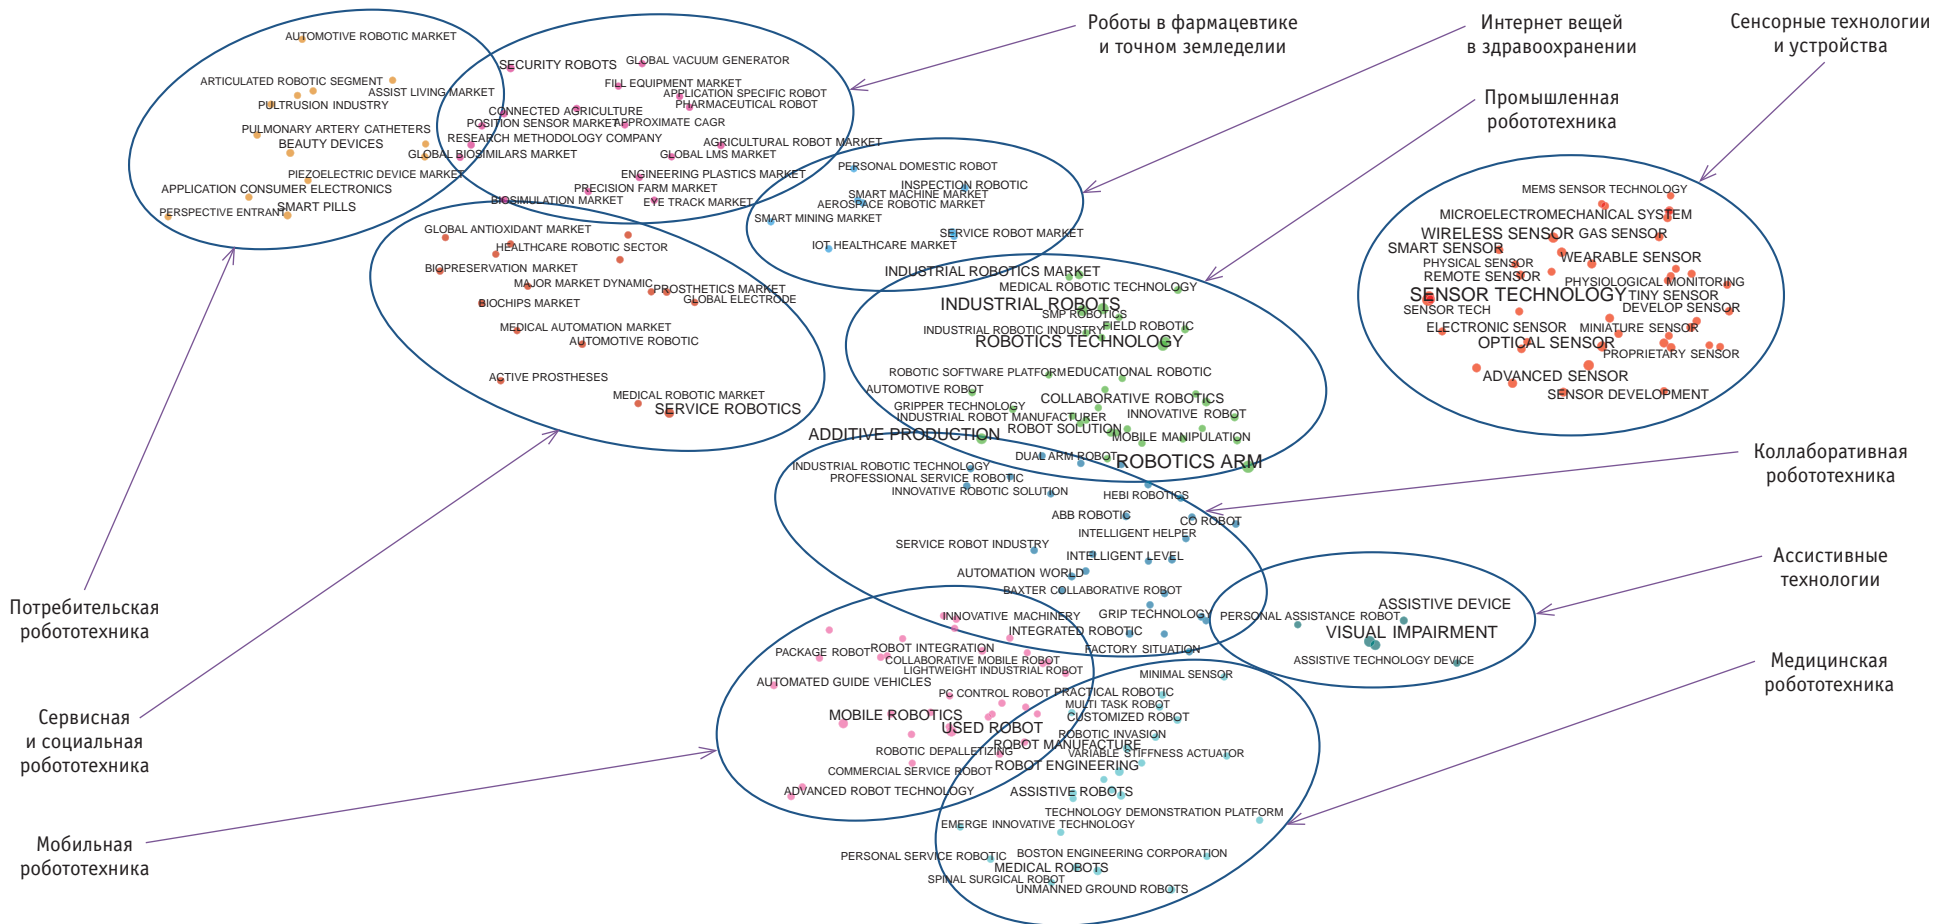 Роботы в фармацевтике
и точном земледелии
Интернет вещей
в здравоохранении
Сенсорные технологии
и устройства
Промышленная
робототехника
AUTOMOTIVE ROBOTIC MARKET
ARTICULATED ROBOTIC SEGMENT
ASSIST LIVING MARKET
PULTRUSION INDUSTRY
PULMONARY ARTERY CATHETERS
BEAUTY DEVICES
GLOBAL BIOSIMILARS MARKET
PIEZOELECTRIC DEVICE MARKET
APPLICATION CONSUMER ELECTRONICS
SMART PILLS
PERSPECTIVE ENTRANT
SECURITY ROBOTS
GLOBAL VACUUM GENERATOR
FILL EQUIPMENT MARKET
APPLICATION SPECIFIC ROBOT
PHARMACEUTICAL ROBOT
CONNECTED AGRICULTURE
POSITION SENSOR MARKET
APPROXIMATE CAGR
RESEARCH METHODOLOGY COMPANY
AGRICULTURAL ROBOT MARKET
GLOBAL LMS MARKET
ENGINEERING PLASTICS MARKET
PRECISION FARM MARKET
BIOSIMULATION MARKET
EYE TRACK MARKET
PERSONAL DOMESTIC ROBOT
INSPECTION ROBOTIC
SMART MACHINE MARKET
AEROSPACE ROBOTIC MARKET
SMART MINING MARKET
SERVICE ROBOT MARKET
IOT HEALTHCARE MARKET
MEMS SENSOR TECHNOLOGY
MICROELECTROMECHANICAL SYSTEM
WIRELESS SENSOR
GAS SENSOR
SMART SENSOR
WEARABLE SENSOR
PHYSICAL SENSOR
REMOTE SENSOR
PHYSIOLOGICAL MONITORING
SENSOR TECHNOLOGY
TINY SENSOR
SENSOR TECH
DEVELOP SENSOR
ELECTRONIC SENSOR
MINIATURE SENSOR
OPTICAL SENSOR
PROPRIETARY SENSOR
ADVANCED SENSOR
SENSOR DEVELOPMENT
GLOBAL ANTIOXIDANT MARKET
HEALTHCARE ROBOTIC SECTOR
BIOPRESERVATION MARKET
MAJOR MARKET DYNAMIC
PROSTHETICS MARKET
BIOCHIPS MARKET
GLOBAL ELECTRODE
MEDICAL AUTOMATION MARKET
AUTOMOTIVE ROBOTIC
ACTIVE PROSTHESES
MEDICAL ROBOTIC MARKET
SERVICE ROBOTICS
INDUSTRIAL ROBOTICS MARKET
MEDICAL ROBOTIC TECHNOLOGY
INDUSTRIAL ROBOTS
SMP ROBOTICS
INDUSTRIAL ROBOTIC INDUSTRY
FIELD ROBOTIC
ROBOTICS TECHNOLOGY
ROBOTIC SOFTWARE PLATFORM
EDUCATIONAL ROBOTIC
AUTOMOTIVE ROBOT
COLLABORATIVE ROBOTICS
GRIPPER TECHNOLOGY
INDUSTRIAL ROBOT MANUFACTURER
INNOVATIVE ROBOT
ROBOT SOLUTION
ADDITIVE PRODUCTION
MOBILE MANIPULATION
DUAL ARM ROBOT
ROBOTICS ARM
Коллаборативная
робототехника
INDUSTRIAL ROBOTIC TECHNOLOGY
PROFESSIONAL SERVICE ROBOTIC
INNOVATIVE ROBOTIC SOLUTION
HEBI ROBOTICS
ABB ROBOTIC
CO ROBOT
INTELLIGENT HELPER
SERVICE ROBOT INDUSTRY
INTELLIGENT LEVEL
AUTOMATION WORLD
BAXTER COLLABORATIVE ROBOT
GRIP TECHNOLOGY
INTEGRATED ROBOTIC
FACTORY SITUATION
Ассистивные
технологии
ASSISTIVE DEVICE
PERSONAL ASSISTANCE ROBOT
VISUAL IMPAIRMENT
ASSISTIVE TECHNOLOGY DEVICE
Потребительская
робототехника
INNOVATIVE MACHINERY
PACKAGE ROBOT
ROBOT INTEGRATION
COLLABORATIVE MOBILE ROBOT
LIGHTWEIGHT INDUSTRIAL ROBOT
AUTOMATED GUIDE VEHICLES
PC CONTROL ROBOT
MOBILE ROBOTICS
USED ROBOT
ROBOTIC DEPALLETIZING
COMMERCIAL SERVICE ROBOT
ADVANCED ROBOT TECHNOLOGY
Медицинская
робототехника
MINIMAL SENSOR
PRACTICAL ROBOTIC
MULTI TASK ROBOT
CUSTOMIZED ROBOT
ROBOTIC INVASION
ROBOT MANUFACTURE
VARIABLE STIFFNESS ACTUATOR
ROBOT ENGINEERING
ASSISTIVE ROBOTS
TECHNOLOGY DEMONSTRATION PLATFORM
EMERGE INNOVATIVE TECHNOLOGY
PERSONAL SERVICE ROBOTIC
BOSTON ENGINEERING CORPORATION
MEDICAL ROBOTS
SPINAL SURGICAL ROBOT
UNMANNED GROUND ROBOTS
Сервисная
и социальная
робототехника
Мобильная
робототехника